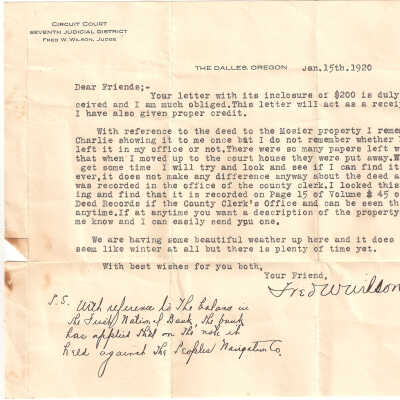 CIRCUIT COURT
SEVENTH JUDICIAL DISTRICT
FRED W. WILSON, JUDGE
THE DALLES, OREGON Jan.15th.1920
Dear Friends;-
Your letter with its inclosure of $200 is duly
ceived and I am much obliged.This letter will act as a recei
I have also given proper credit.
With reference to the deed to the Mosier property I reme
Charlie showing it to me once but I do not remember whether
left it in my office or not.There were so many papers left w
that when I moved up to the court house they were put away.W
get some time I will try and look and see if I can find it
ever,it does not make any difference anyway about the deed a
was recorded in the office of the county clerk.I looked this
ing and find that it is recorded on Page 15 of Volume 45 o
Deed Records if the County Clerk's Office and can be seen th
anytime.If at anytime you want a description of the property
me know and I can easily send you one.
We are having some beautiful weather up here and it does
seem like winter at all but there is plenty of time yet.
With best wishes for you both,
Your Friend,
Fred W Wilson
P.S. With reference to the balance in
the First National Bank, the bank
has applied that on the note it
held against The Peoples Navigation Co.